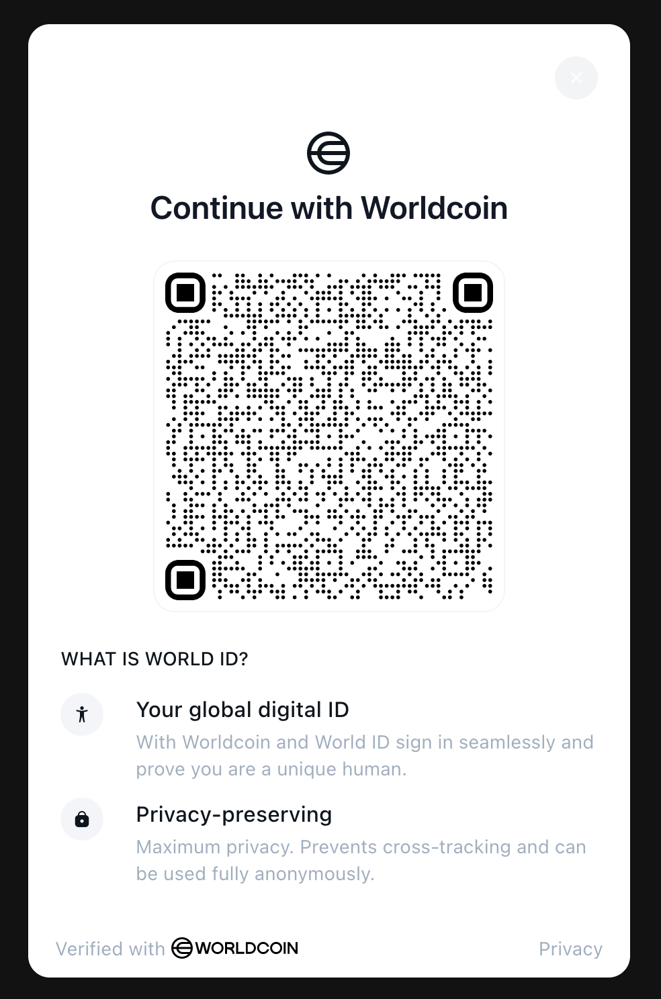 Continue with Worldcoin
WHAT IS WORLD ID?
Your global digital ID
With Worldcoin and World ID sign in seamlessly and
prove you are a unique human.
Privacy-preserving
Maximum privacy. Prevents cross-tracking and can
be used fully anonymously.
Verified with WORLDCOIN
Privacy